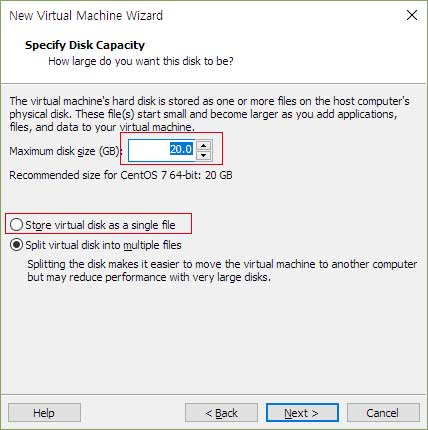 New Virtual Machine Wizard
Specify Disk Capacity
How large do you want this disk to be?
The virtual machine's hard disk is stored as one or more files on the host computer's
physical disk. These file(s) start small and become larger as you add applications,
files, and data to your virtual machine.
Maximum disk size (GB): 20.0
Recommended size for CentOS 7 64-bit: 20 GB
Store virtual disk as a single file
Split virtual disk into multiple files
Splitting the disk makes it easier to move the virtual machine to another computer
but may reduce performance with very large disks.
Help < Back Next > Cancel